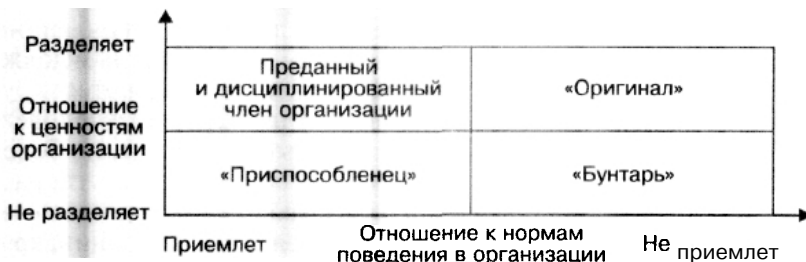 Разделяет
Отношение
к ценностям
организации
Не разделяет
Преданный
и дисциплинированный
член организации
«Оригинал»
«Приспособленец»
«Бунтарь»
Приемлет
Отношение к нормам
поведения в организации
Не приемлет